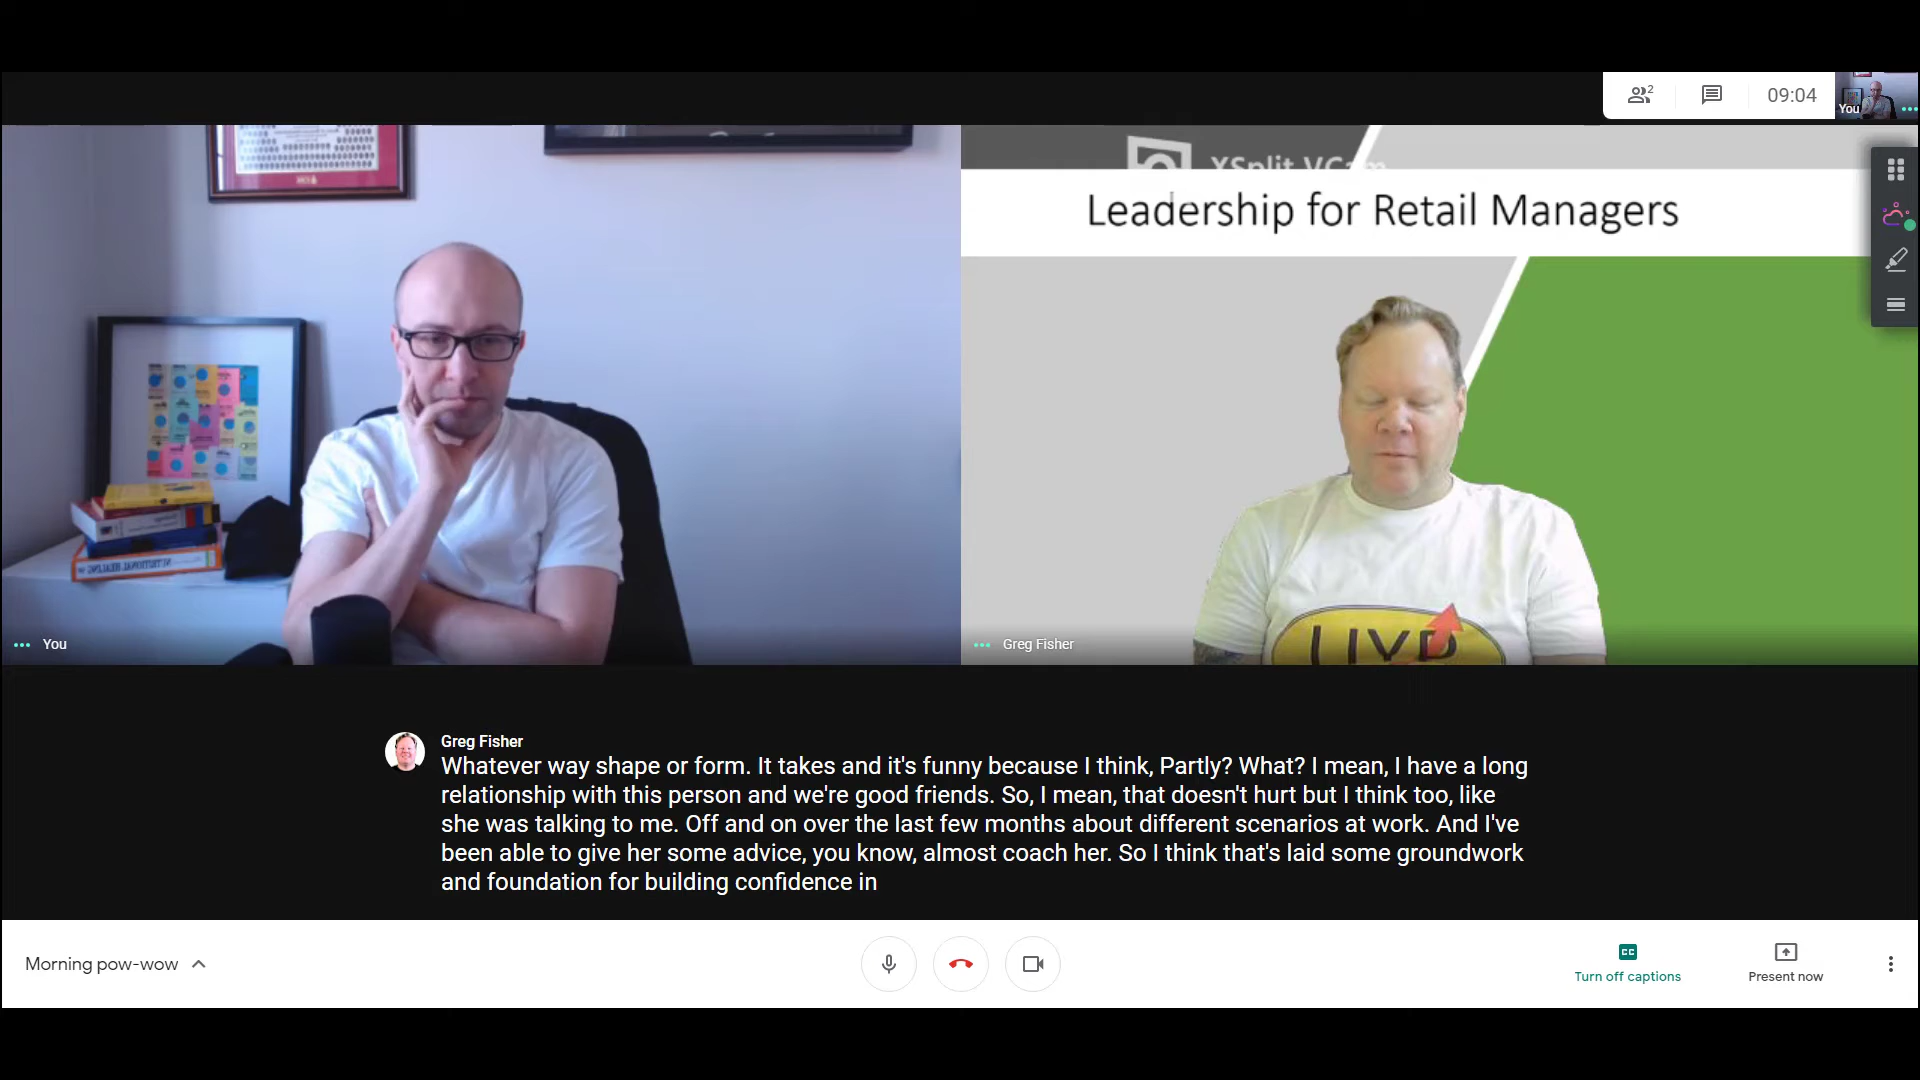 09:04
You
XSplit VCam
Leadership for Retail Managers
You
Greg Fisher
Greg Fisher
Whatever way shape or form. It takes and it's funny because I think, Partly? What? I mean, I have a long
relationship with this person and we're good friends. So, I mean, that doesn't hurt but I think too, like
she was talking to me. Off and on over the last few months about different scenarios at work. And I've
been able to give her some advice, you know, almost coach her. So I think that's laid some groundwork
and foundation for building confidence in
Morning pow-wow
Turn off captions
Present now